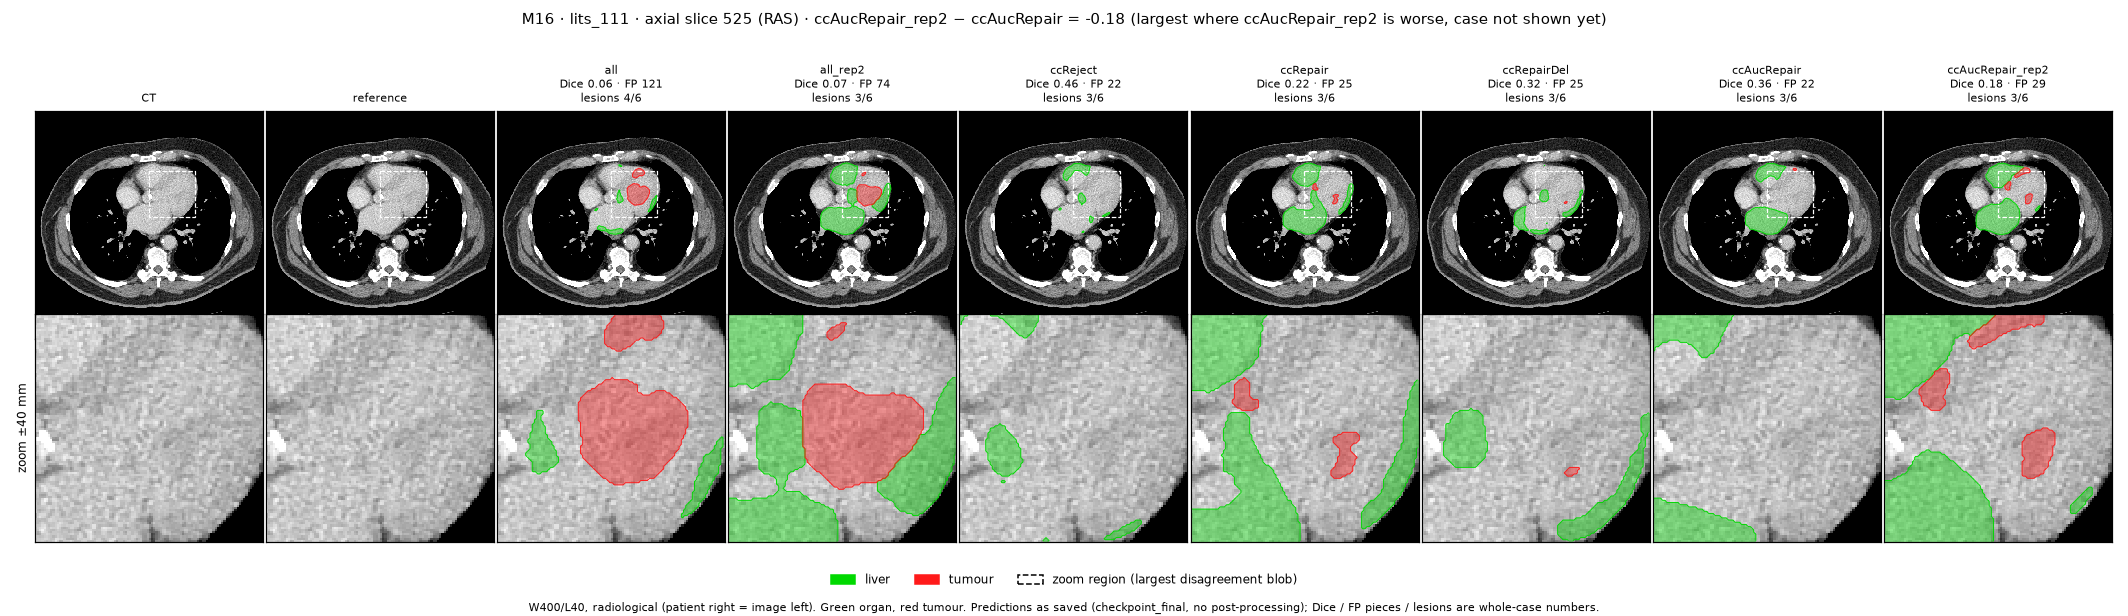 M16 · lits_111 · axial slice 525 (RAS) · ccAucRepair_rep2 − ccAucRepair = -0.18 (largest where ccAucRepair_rep2 is worse, case not shown yet)
CT
reference
all
Dice 0.06 · FP 121
lesions 4/6
all_rep2
Dice 0.07 · FP 74
lesions 3/6
ccReject
Dice 0.46 · FP 22
lesions 3/6
ccRepair
Dice 0.22 · FP 25
lesions 3/6
ccRepairDel
Dice 0.32 · FP 25
lesions 3/6
ccAucRepair
Dice 0.36 · FP 22
lesions 3/6
ccAucRepair_rep2
Dice 0.18 · FP 29
lesions 3/6
zoom ±40 mm
liver
tumour
zoom region (largest disagreement blob)
W400/L40, radiological (patient right = image left). Green organ, red tumour. Predictions as saved (checkpoint_final, no post-processing); Dice / FP pieces / lesions are whole-case numbers.